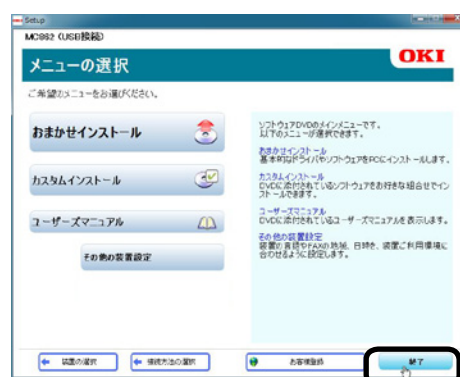 Setup
MC862 (USB接続)
メニューの選択
OKI
ご希望のメニューをお選びください。
おまかせインストール
カスタムインストール
ユーザーズマニュアル
その他の装置設定
ソフトウェアDVDのメインメニューです。
以下のメニューが選択できます。
おまかせインストール
基本的なドライバやソフトウェアをPCにインストールします。
カスタムインストール
DVDに添付されているソフトウェアをお好きな組合せでイン
ストールできます。
ユーザーズマニュアル
DVDに添付されているユーザーズマニュアルを表示します。
その他の装置設定
装置の言語やFAXの地域、日時を、装置ご利用環境に
合わせるように設定します。
装置の選択
接続方法の選択
お客様登録
終了